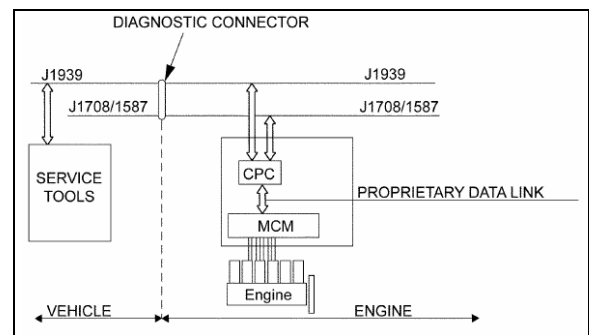 DIAGNOSTIC CONNECTOR
J1939 J1939
J1708/1587 J1708/1587
SERVICE
TOOLS
CPC
PROPRIETARY DATA LINK
MCM
Engine
VEHICLE ENGINE